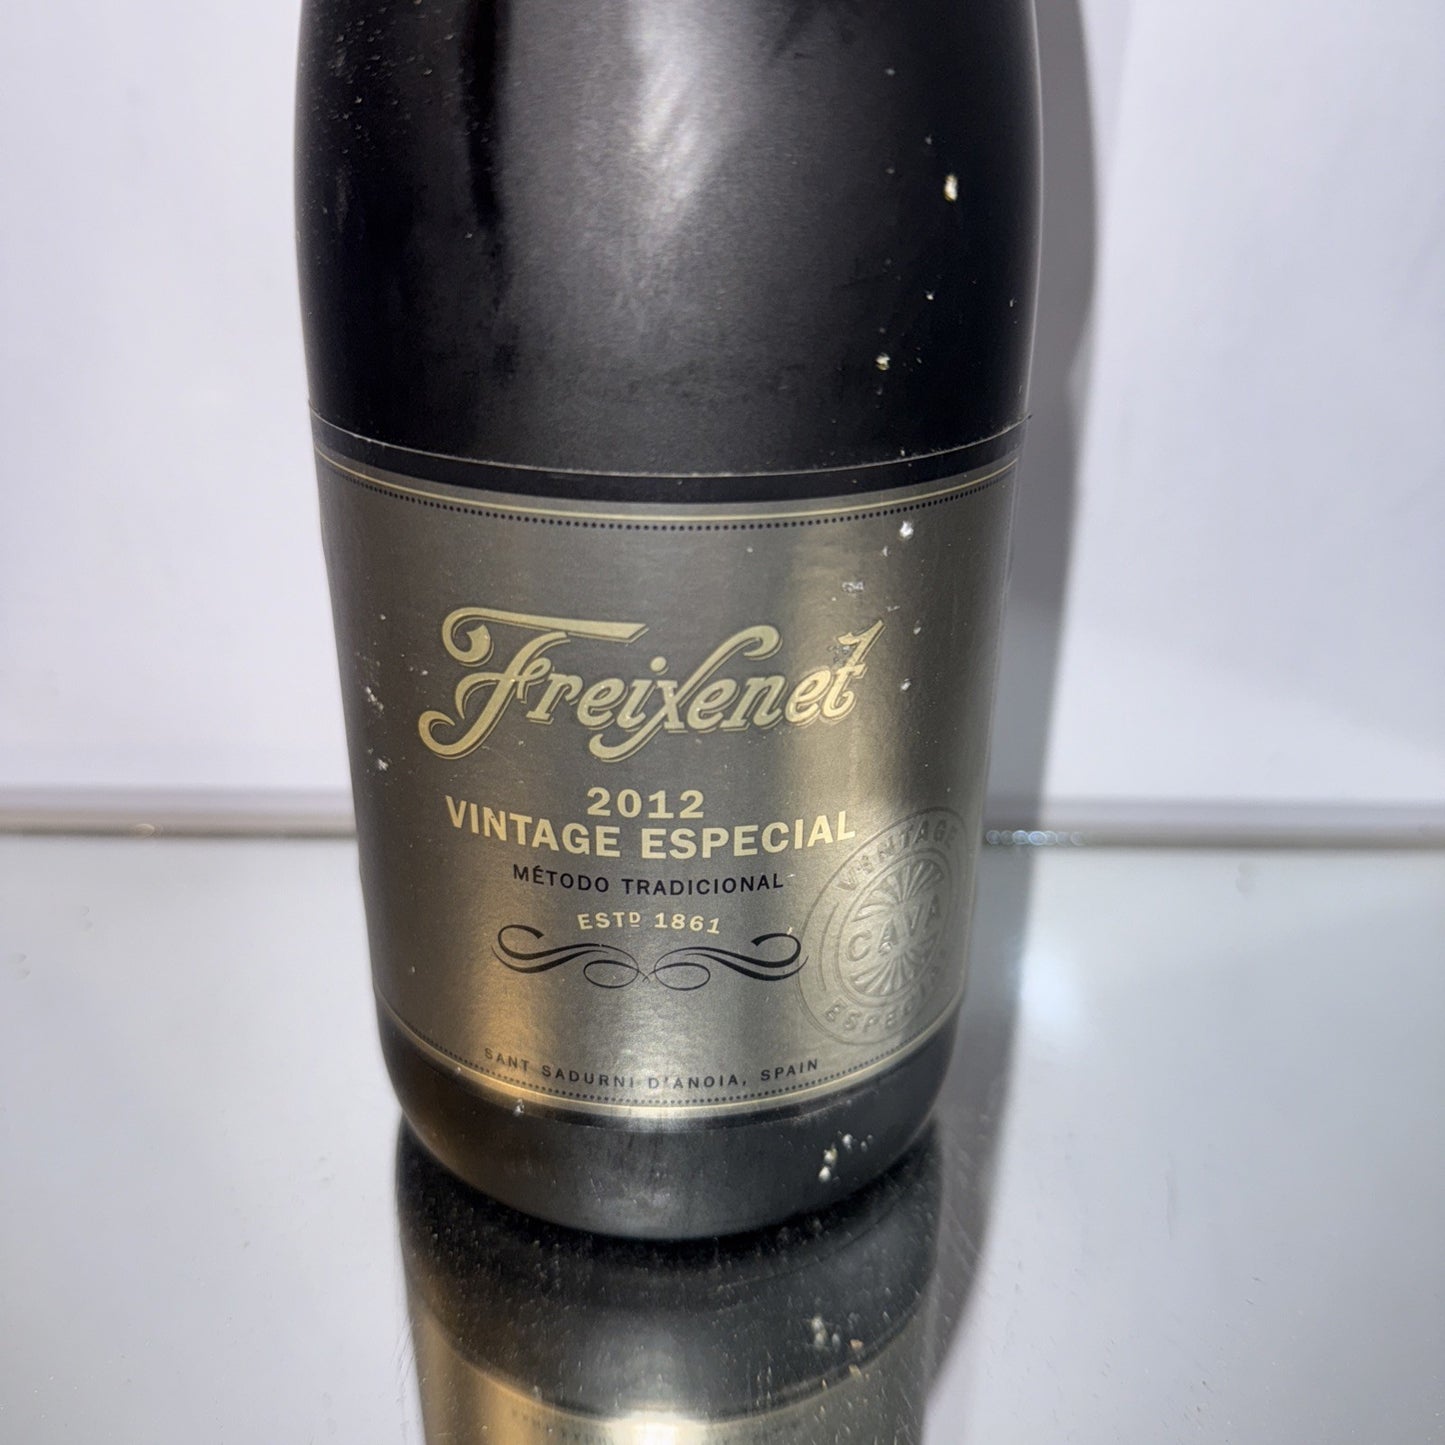 Freixenet
2012
VINTAGE ESPECIAL
MÉTODO TRADICIONAL
ESTD 1861
VINTAGE
CAVA
ESPECIAL
SANT SADURNI D'ANOIA, SPAIN